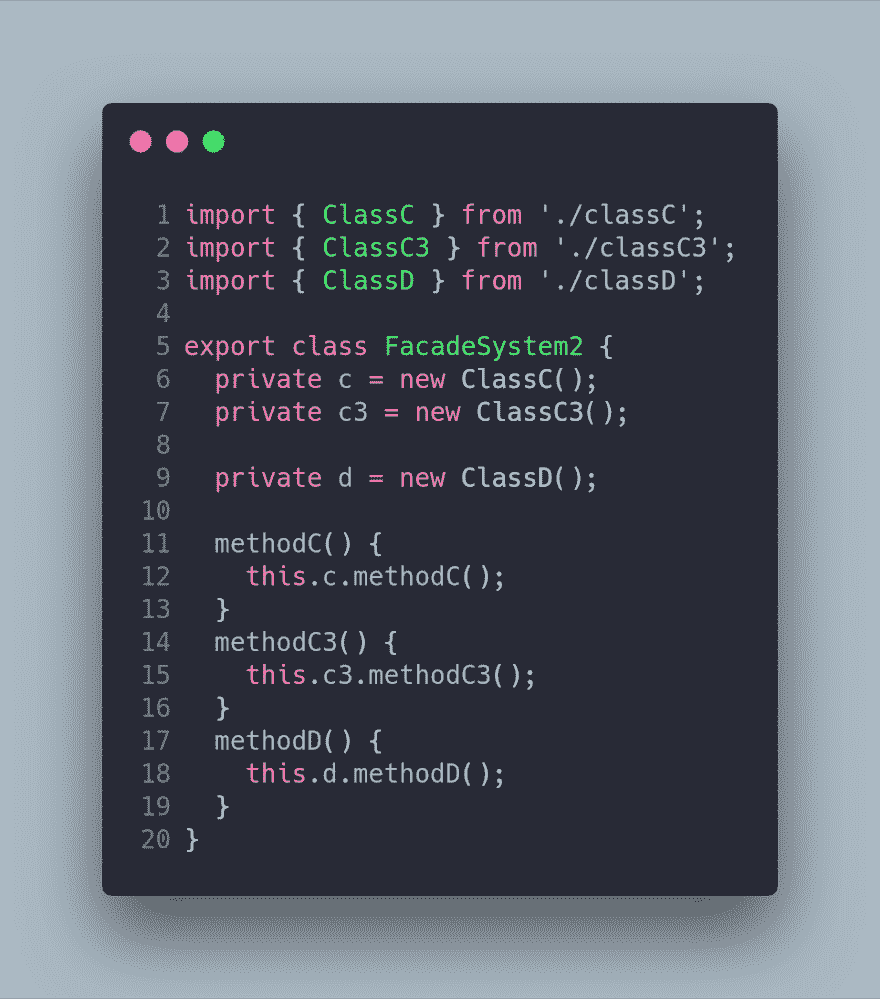 1 import { ClassC } from './classC';
2 import { ClassC3 } from './classC3';
3 import { ClassD } from './classD';
4
5 export class FacadeSystem2 {
6   private c = new ClassC();
7   private c3 = new ClassC3();
8
9   private d = new ClassD();
10
11   methodC() {
12     this.c.methodC();
13   }
14   methodC3() {
15     this.c3.methodC3();
16   }
17   methodD() {
18     this.d.methodD();
19   }
20 }